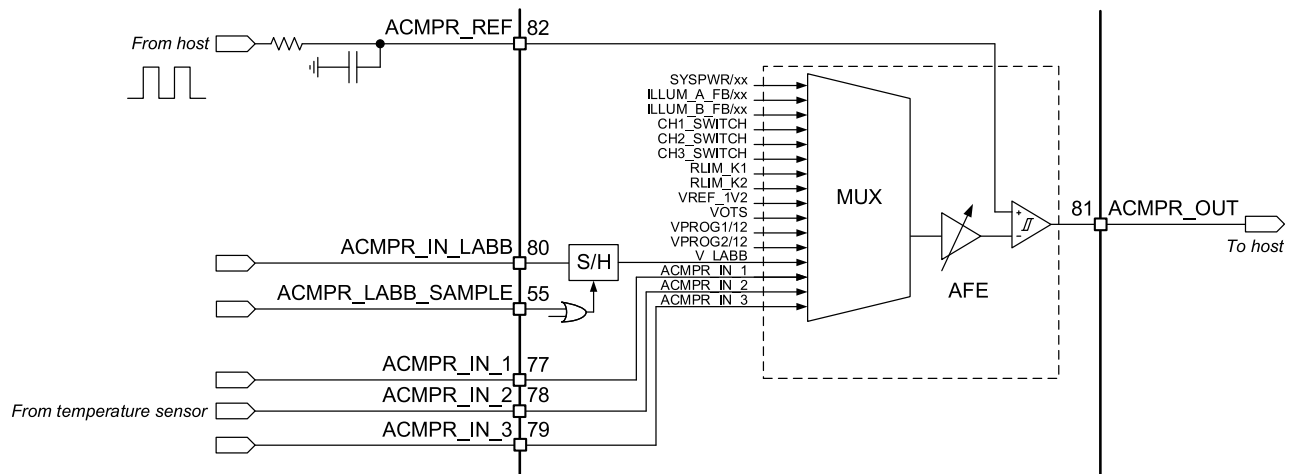 ACMPR_REF 82
From host
SYSPWR/xx
ILLUM_A_FB/xx
ILLUM_B_FB/xx
CH1_SWITCH
CH2_SWITCH
CH3_SWITCH
RLIM_K1
RLIM_K2
VREF_1V2
VOTS
VPROG1/12
VPROG2/12
V_LABB
ACMPR_IN_1
ACMPR_IN_2
ACMPR_IN_3
MUX
AFE
+
–
81 ACMPR_OUT
To host
ACMPR_IN_LABB 80
S/H
ACMPR_LABB_SAMPLE 55
ACMPR_IN_1 77
From temperature sensor
ACMPR_IN_2 78
ACMPR_IN_3 79